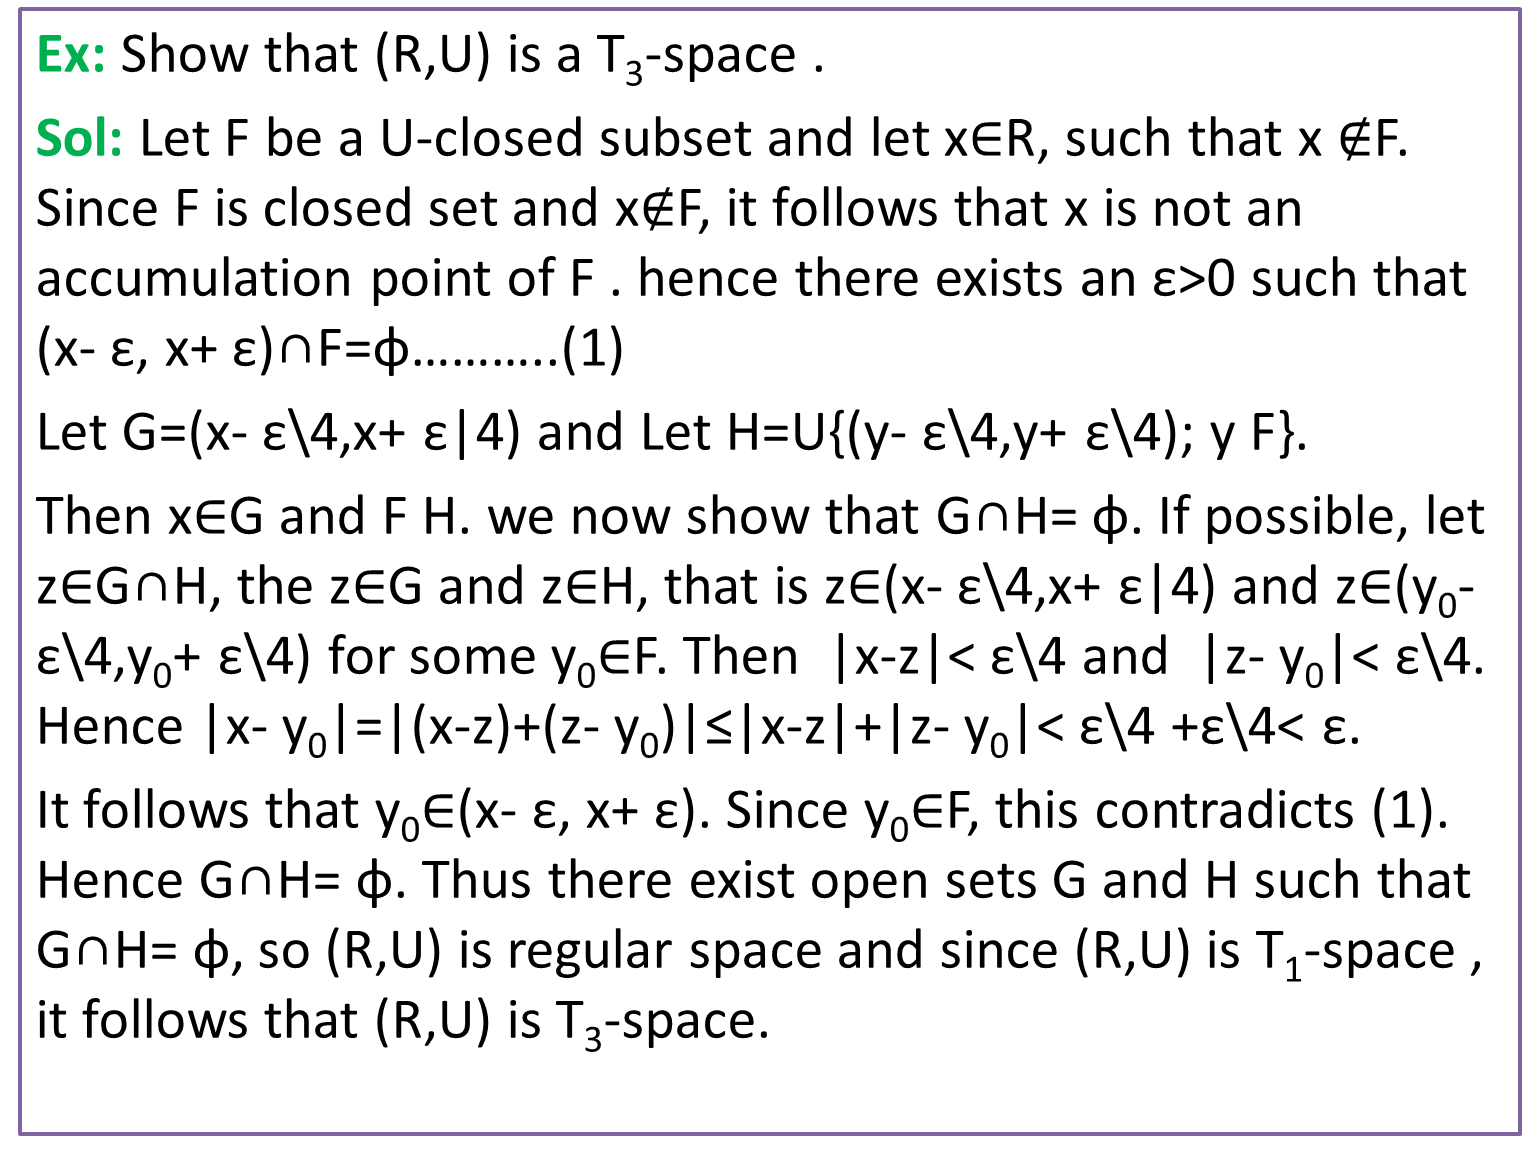 Ex: Show that (R,U) is a T₃-space .
Sol: Let F be a U-closed subset and let x∈R, such that x ∉F.
Since F is closed set and x∉F, it follows that x is not an
accumulation point of F . hence there exists an ε>0 such that
(x- ε, x+ ε)∩F=ϕ………..(1)
Let G=(x- ε\4,x+ ε|4) and Let H=U{(y- ε\4,y+ ε\4); y F}.
Then x∈G and F H. we now show that G∩H= ϕ. If possible, let
z∈G∩H, the z∈G and z∈H, that is z∈(x- ε\4,x+ ε|4) and z∈(y₀-
ε\4,y₀+ ε\4) for some y₀∈F. Then |x-z|< ε\4 and |z- y₀|< ε\4.
Hence |x- y₀|=|(x-z)+(z- y₀)|≤|x-z|+|z- y₀|< ε\4 +ε\4< ε.
It follows that y₀∈(x- ε, x+ ε). Since y₀∈F, this contradicts (1).
Hence G∩H= ϕ. Thus there exist open sets G and H such that
G∩H= ϕ, so (R,U) is regular space and since (R,U) is T₁-space ,
it follows that (R,U) is T₃-space.